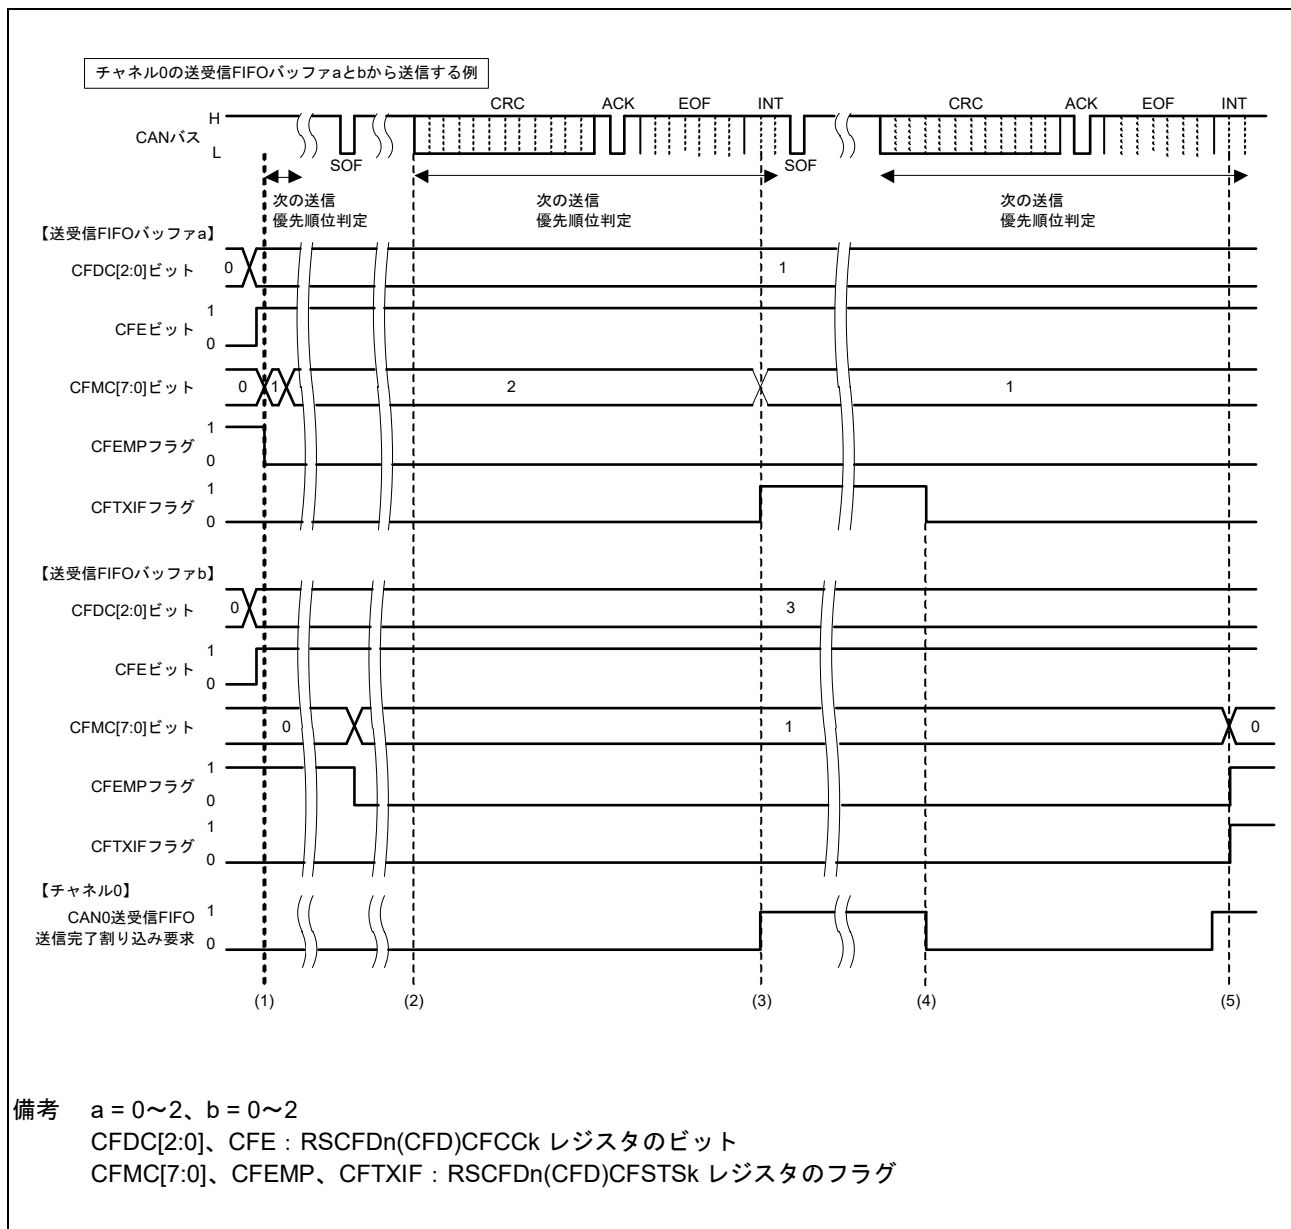 チャネル0の送受信FIFOバッファaとbから送信する例
CRC ACK EOF INT CRC ACK EOF INT
H
CANバス
L
SOF SOF
次の送信 次の送信 次の送信
優先順位判定 優先順位判定 優先順位判定
【送受信FIFOバッファa】
CFDC[2:0]ビット 0 1
1
CFEビット
0
CFMC[7:0]ビット 0 1 2 1
1
CFEMPフラグ
0
1
CFTXIFフラグ
0
【送受信FIFOバッファb】
CFDC[2:0]ビット 0 3
1
CFEビット
0
CFMC[7:0]ビット 0 1 0
1
CFEMPフラグ
0
1
CFTXIFフラグ
0
【チャネル0】
CAN0送受信FIFO 1
送信完了割り込み要求 0
(1) (2) (3) (4) (5)
備考 a = 0～2、b = 0～2
CFDC[2:0]、CFE : RSCFDn(CFD)CFCCk レジスタのビット
CFMC[7:0]、CFEMP、CFTXIF : RSCFDn(CFD)CFSTSk レジスタのフラグ